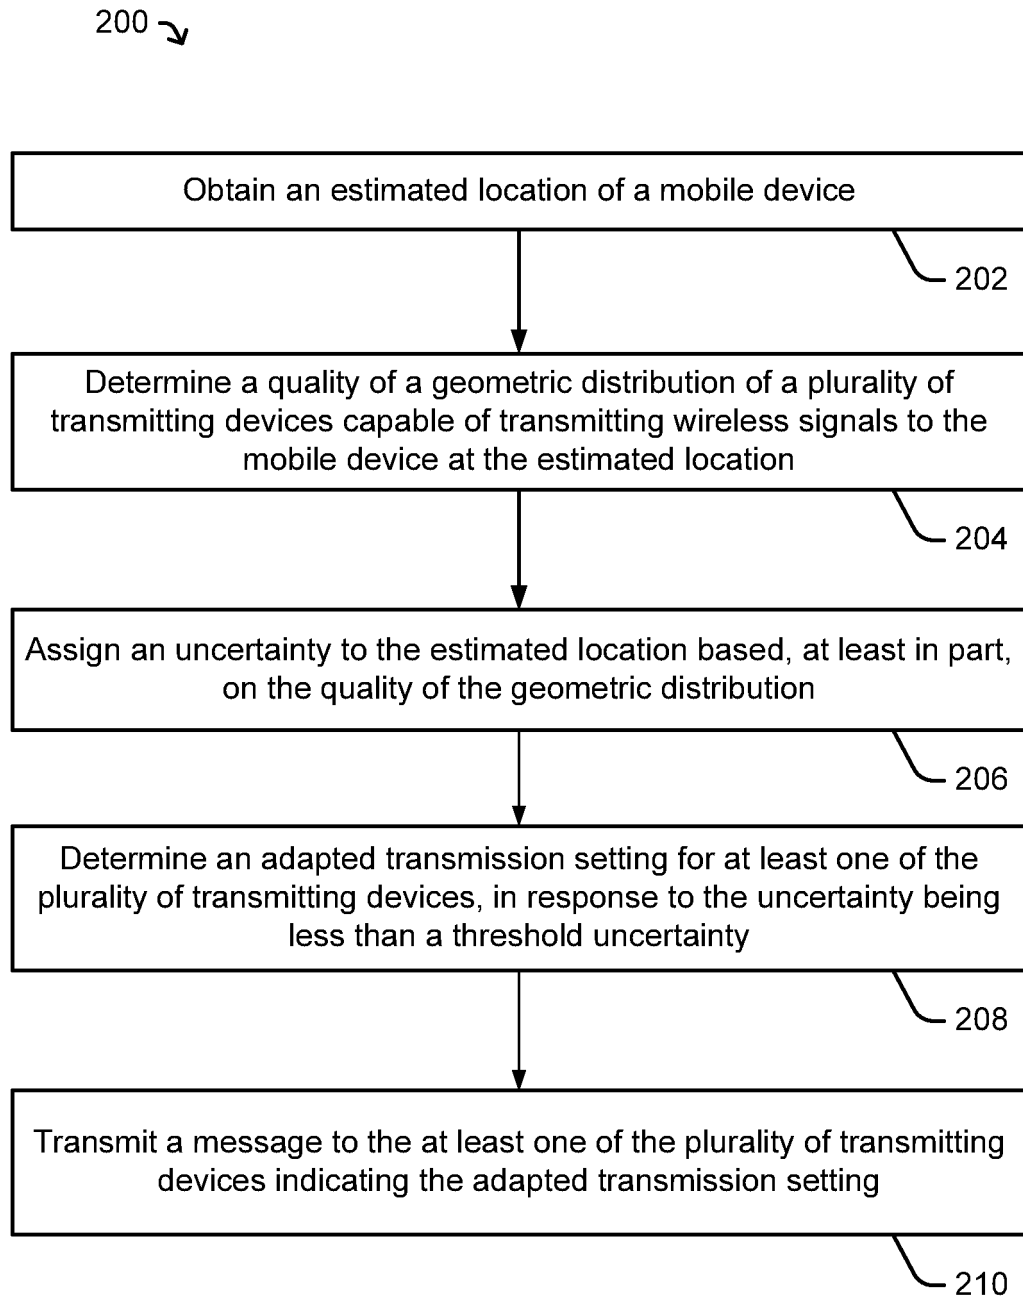 200
Obtain an estimated location of a mobile device
202
Determine a quality of a geometric distribution of a plurality of
transmitting devices capable of transmitting wireless signals to the
mobile device at the estimated location
204
Assign an uncertainty to the estimated location based, at least in part,
on the quality of the geometric distribution
206
Determine an adapted transmission setting for at least one of the
plurality of transmitting devices, in response to the uncertainty being
less than a threshold uncertainty
208
Transmit a message to the at least one of the plurality of transmitting
devices indicating the adapted transmission setting
210